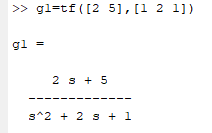 >> g1=tf([2 5],[1 2 1])
g1 =
2 s + 5
-------------
s^2 + 2 s + 1